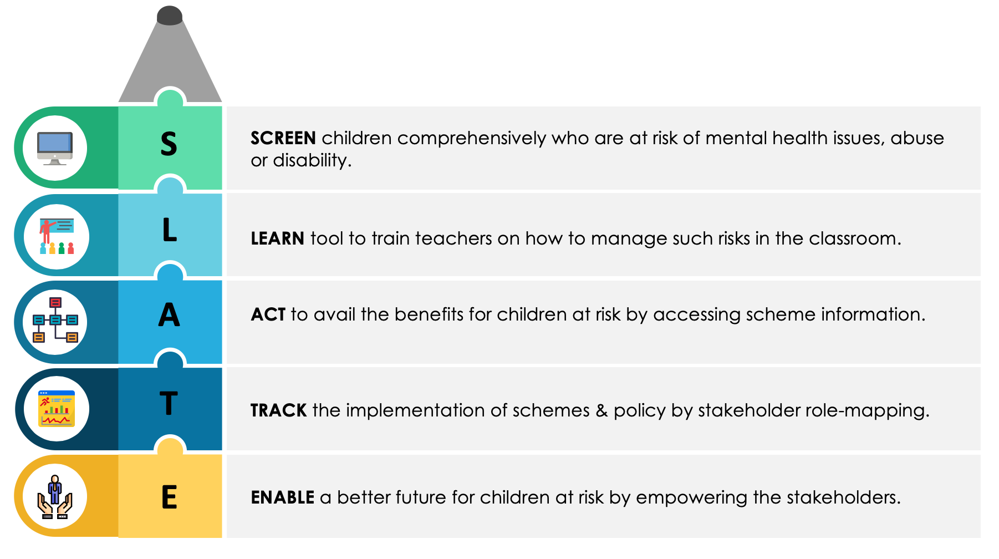 S
SCREEN children comprehensively who are at risk of mental health issues, abuse
or disability.
L
LEARN tool to train teachers on how to manage such risks in the classroom.
A
ACT to avail the benefits for children at risk by accessing scheme information.
T
TRACK the implementation of schemes & policy by stakeholder role-mapping.
E
ENABLE a better future for children at risk by empowering the stakeholders.